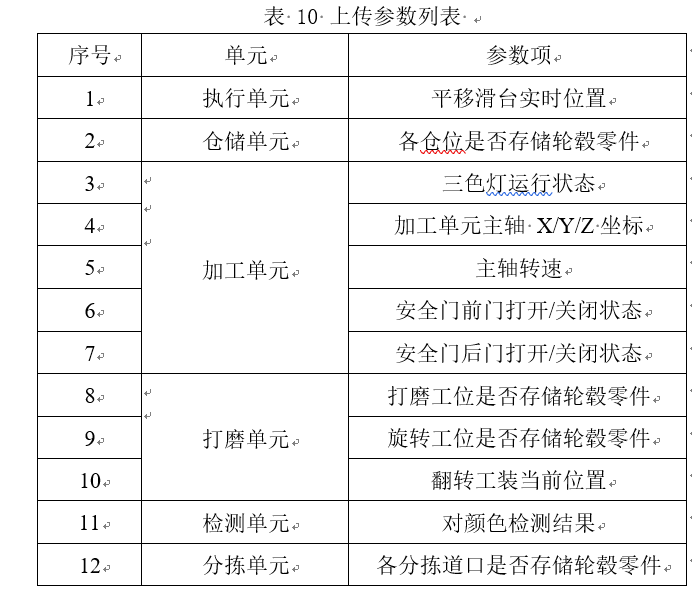 表 10 上传参数列表
序号 单元 参数项
1 执行单元 平移滑台实时位置
2 仓储单元 各仓位是否存储轮毂零件
3 三色灯运行状态
4 加工单元主轴 X/Y/Z 坐标
加工单元
5 主轴转速
6 安全门前门打开/关闭状态
7 安全门后门打开/关闭状态
8 打磨工位是否存储轮毂零件
9 打磨单元 旋转工位是否存储轮毂零件
10 翻转工装当前位置
11 检测单元 对颜色检测结果
12 分拣单元 各分拣道口是否存储轮毂零件